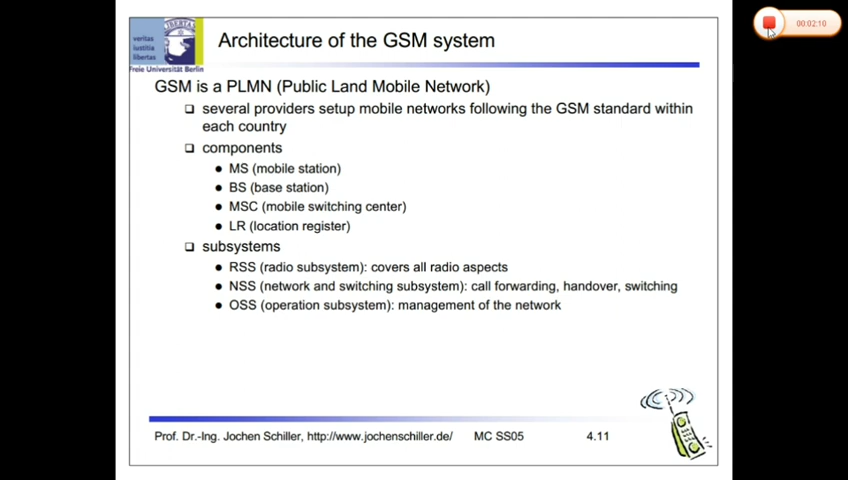 00:02:10
veritas
iustitia
libertas
Freie Universität Berlin
Architecture of the GSM system
GSM is a PLMN (Public Land Mobile Network)
several providers setup mobile networks following the GSM standard within
each country
components
MS (mobile station)
BS (base station)
MSC (mobile switching center)
LR (location register)
subsystems
RSS (radio subsystem): covers all radio aspects
NSS (network and switching subsystem): call forwarding, handover, switching
OSS (operation subsystem): management of the network
Prof. Dr.-Ing. Jochen Schiller, http://www.jochenschiller.de/ MC SS05 4.11